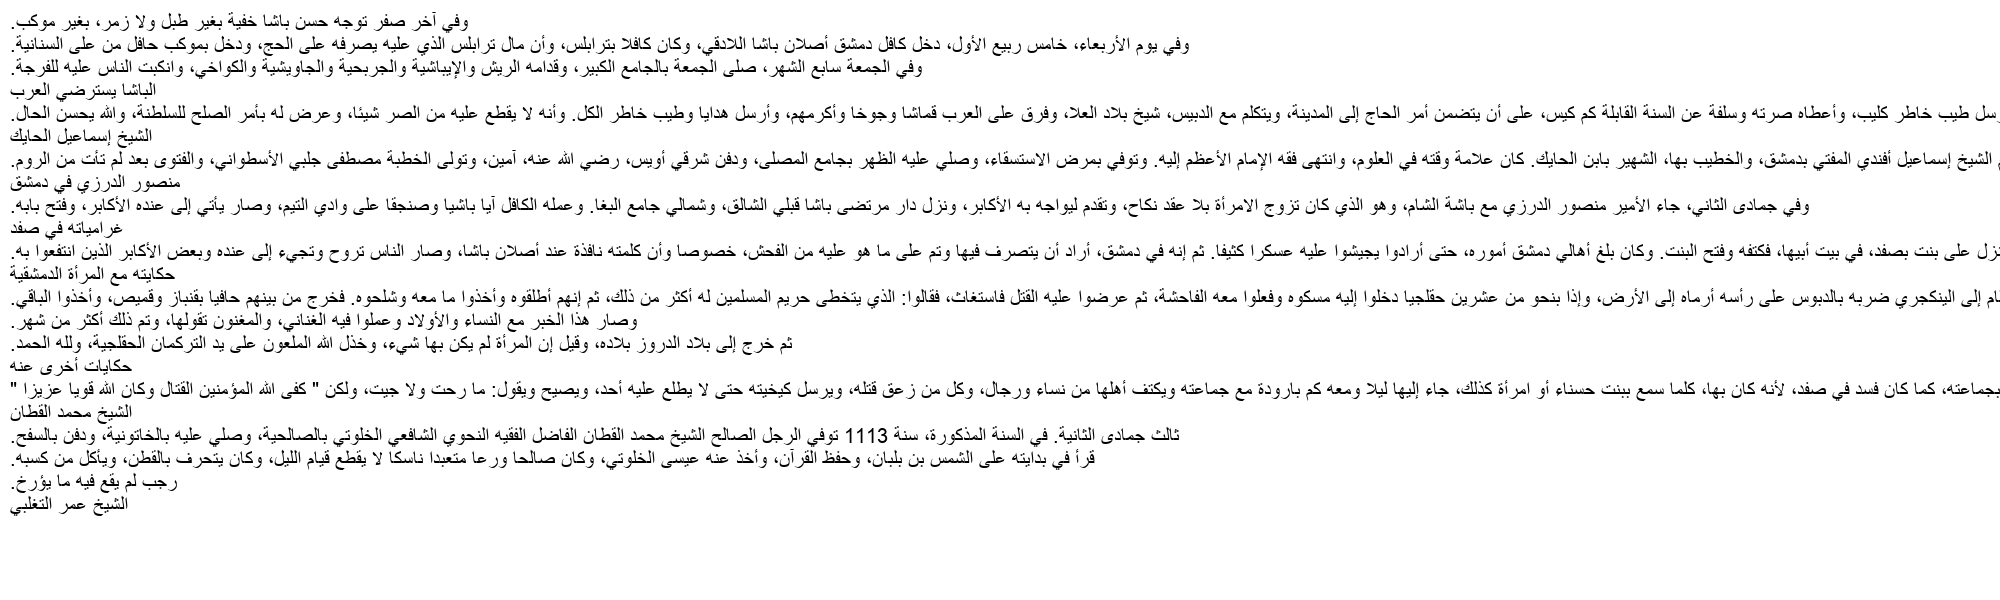 وفي آخر صفر توجه حسن باشا خفية بغير طبل ولا زمر، بغير موكب.
وفي يوم الأربعاء، خامس ربيع الأول، دخل كافل دمشق أصلان باشا اللادقي، وكان كافلا بترابلس، وأن مال ترابلس الذي عليه يصرفه على الحج، ودخل بموكب حافل من على السنانية.
وفي الجمعة سابع الشهر، صلى الجمعة بالجامع الكبير، وقدامه الريش والإيباشية والجربحية والجاويشية والكواخي، وانكبت الناس عليه للفرجة.
الباشا يسترضي العرب
طيب خاطر كليب، وأعطاه صرته وسلفة عن السنة القابلة كم كيس، على أن يتضمن أمر الحاج إلى المدينة، ويتكلم مع الدبيس، شيخ بلاد العلا، وفرق على العرب قماشا وجوخا وأكرمهم، وأرسل هدايا وطيب خاطر الكل. وأنه لا يقطع عليه من الصر شيئا، وعرض له بأمر الصلح للسلطنة، والله يحسن الحال.
الشيخ إسماعيل الحايك
الشيخ إسماعيل أفندي المفتي بدمشق، والخطيب بها، الشهير بابن الحايك. كان علامة وقته في العلوم، وانتهى فقه الإمام الأعظم إليه. وتوفي بمرض الاستسقاء، وصلي عليه الظهر بجامع المصلى، ودفن شرقي أويس، رضي الله عنه، آمين، وتولى الخطبة مصطفى جلبي الأسطواني، والفتوى بعد لم تأت من الروم.
منصور الدرزي في دمشق
وفي جمادى الثاني، جاء الأمير منصور الدرزي مع باشة الشام، وهو الذي كان تزوج الامرأة بلا عقد نكاح، وتقدم ليواجه به الأكابر، ونزل دار مرتضى باشا قبلي الشالق، وشمالي جامع البغا. وعمله الكافل آيا باشيا وصنجقا على وادي التيم، وصار يأتي إلى عنده الأكابر، وفتح بابه.
غرامياته في صفد
نزل على بنت بصفد، في بيت أبيها، فكتفه وفتح البنت. وكان بلغ أهالي دمشق أموره، حتى أرادوا يجيشوا عليه عسكرا كثيفا. ثم إنه في دمشق، أراد أن يتصرف فيها وتم على ما هو عليه من الفحش، خصوصا وأن كلمته نافذة عند أصلان باشا، وصار الناس تروح وتجيء إلى عنده وبعض الأكابر الذين انتفعوا به.
حكايته مع المرأة الدمشقية
إلى الينكجري ضربه بالدبوس على رأسه أرماه إلى الأرض، وإذا بنحو من عشرين حقلجيا دخلوا إليه مسكوه وفعلوا معه الفاحشة، ثم عرضوا عليه القتل فاستغاث، فقالوا: الذي يتخطى حريم المسلمين له أكثر من ذلك، ثم إنهم أطلقوه وأخذوا ما معه وشلحوه. فخرج من بينهم حافيا بقنباز وقميص، وأخذوا الباقي.
وصار هذا الخبر مع النساء والأولاد وعملوا فيه الغناني، والمغنون تقولها، وتم ذلك أكثر من شهر.
ثم خرج إلى بلاد الدروز بلاده، وقيل إن المرأة لم يكن بها شيء، وخذل الله الملعون على يد التركمان الحقلجية، ولله الحمد.
حكايات أخرى عنه
بجماعته، كما كان فسد في صفد، لأنه كان بها، كلما سمع ببنت حسناء أو امرأة كذلك، جاء إليها ليلا ومعه كم بارودة مع جماعته ويكتف أهلها من نساء ورجال، وكل من زعق قتله، ويرسل كيخيته حتى لا يطلع عليه أحد، ويصيح ويقول: ما رحت ولا جيت، ولكن " كفى الله المؤمنين القتال وكان الله قويا عزيزا "
الشيخ محمد القطان
ثالث جمادى الثانية. في السنة المذكورة، سنة 1113 توفي الرجل الصالح الشيخ محمد القطان الفاضل الفقيه النحوي الشافعي الخلوتي بالصالحية، وصلي عليه بالخاتونية، ودفن بالسفح.
قرأ في بدايته على الشمس بن بلبان، وحفظ القرآن، وأخذ عنه عيسى الخلوتي، وكان صالحا ورعا متعبدا ناسكا لا يقطع قيام الليل، وكان يتحرف بالقطن، ويأكل من كسبه.
رجب لم يقع فيه ما يؤرخ.
الشيخ عمر التغلبي